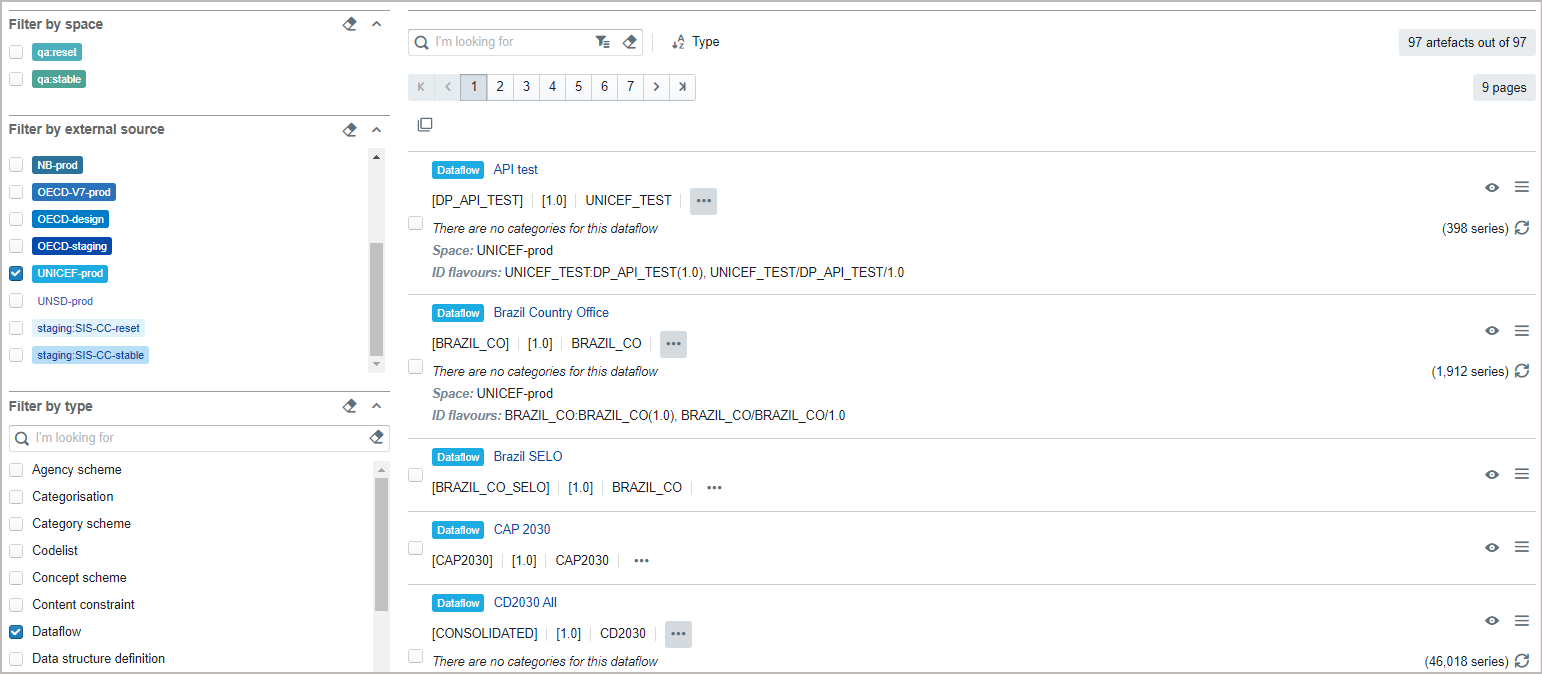 Filter by space
qa:reset
qa:stable
Filter by external source
NB-prod
OECD-V7-prod
OECD-design
OECD-staging
UNICEF-prod
UNSD-prod
staging:SIS-CC-reset
staging:SIS-CC-stable
Filter by type
I'm looking for
Agency scheme
Categorisation
Category scheme
Codelist
Concept scheme
Content constraint
Dataflow
Data structure definition
I'm looking for
Type
97 artefacts out of 97
1 2 3 4 5 6 7
9 pages
Dataflow API test
[DP_API_TEST] [1.0] UNICEF_TEST
There are no categories for this dataflow
(398 series)
Space: UNICEF-prod
ID flavours: UNICEF_TEST:DP_API_TEST(1.0), UNICEF_TEST/DP_API_TEST/1.0
Dataflow Brazil Country Office
[BRAZIL_CO] [1.0] BRAZIL_CO
There are no categories for this dataflow
(1,912 series)
Space: UNICEF-prod
ID flavours: BRAZIL_CO:BRAZIL_CO(1.0), BRAZIL_CO/BRAZIL_CO/1.0
Dataflow Brazil SELO
[BRAZIL_CO_SELO] [1.0] BRAZIL_CO
Dataflow CAP 2030
[CAP2030] [1.0] CAP2030
Dataflow CD2030 All
[CONSOLIDATED] [1.0] CD2030
There are no categories for this dataflow
(46,018 series)